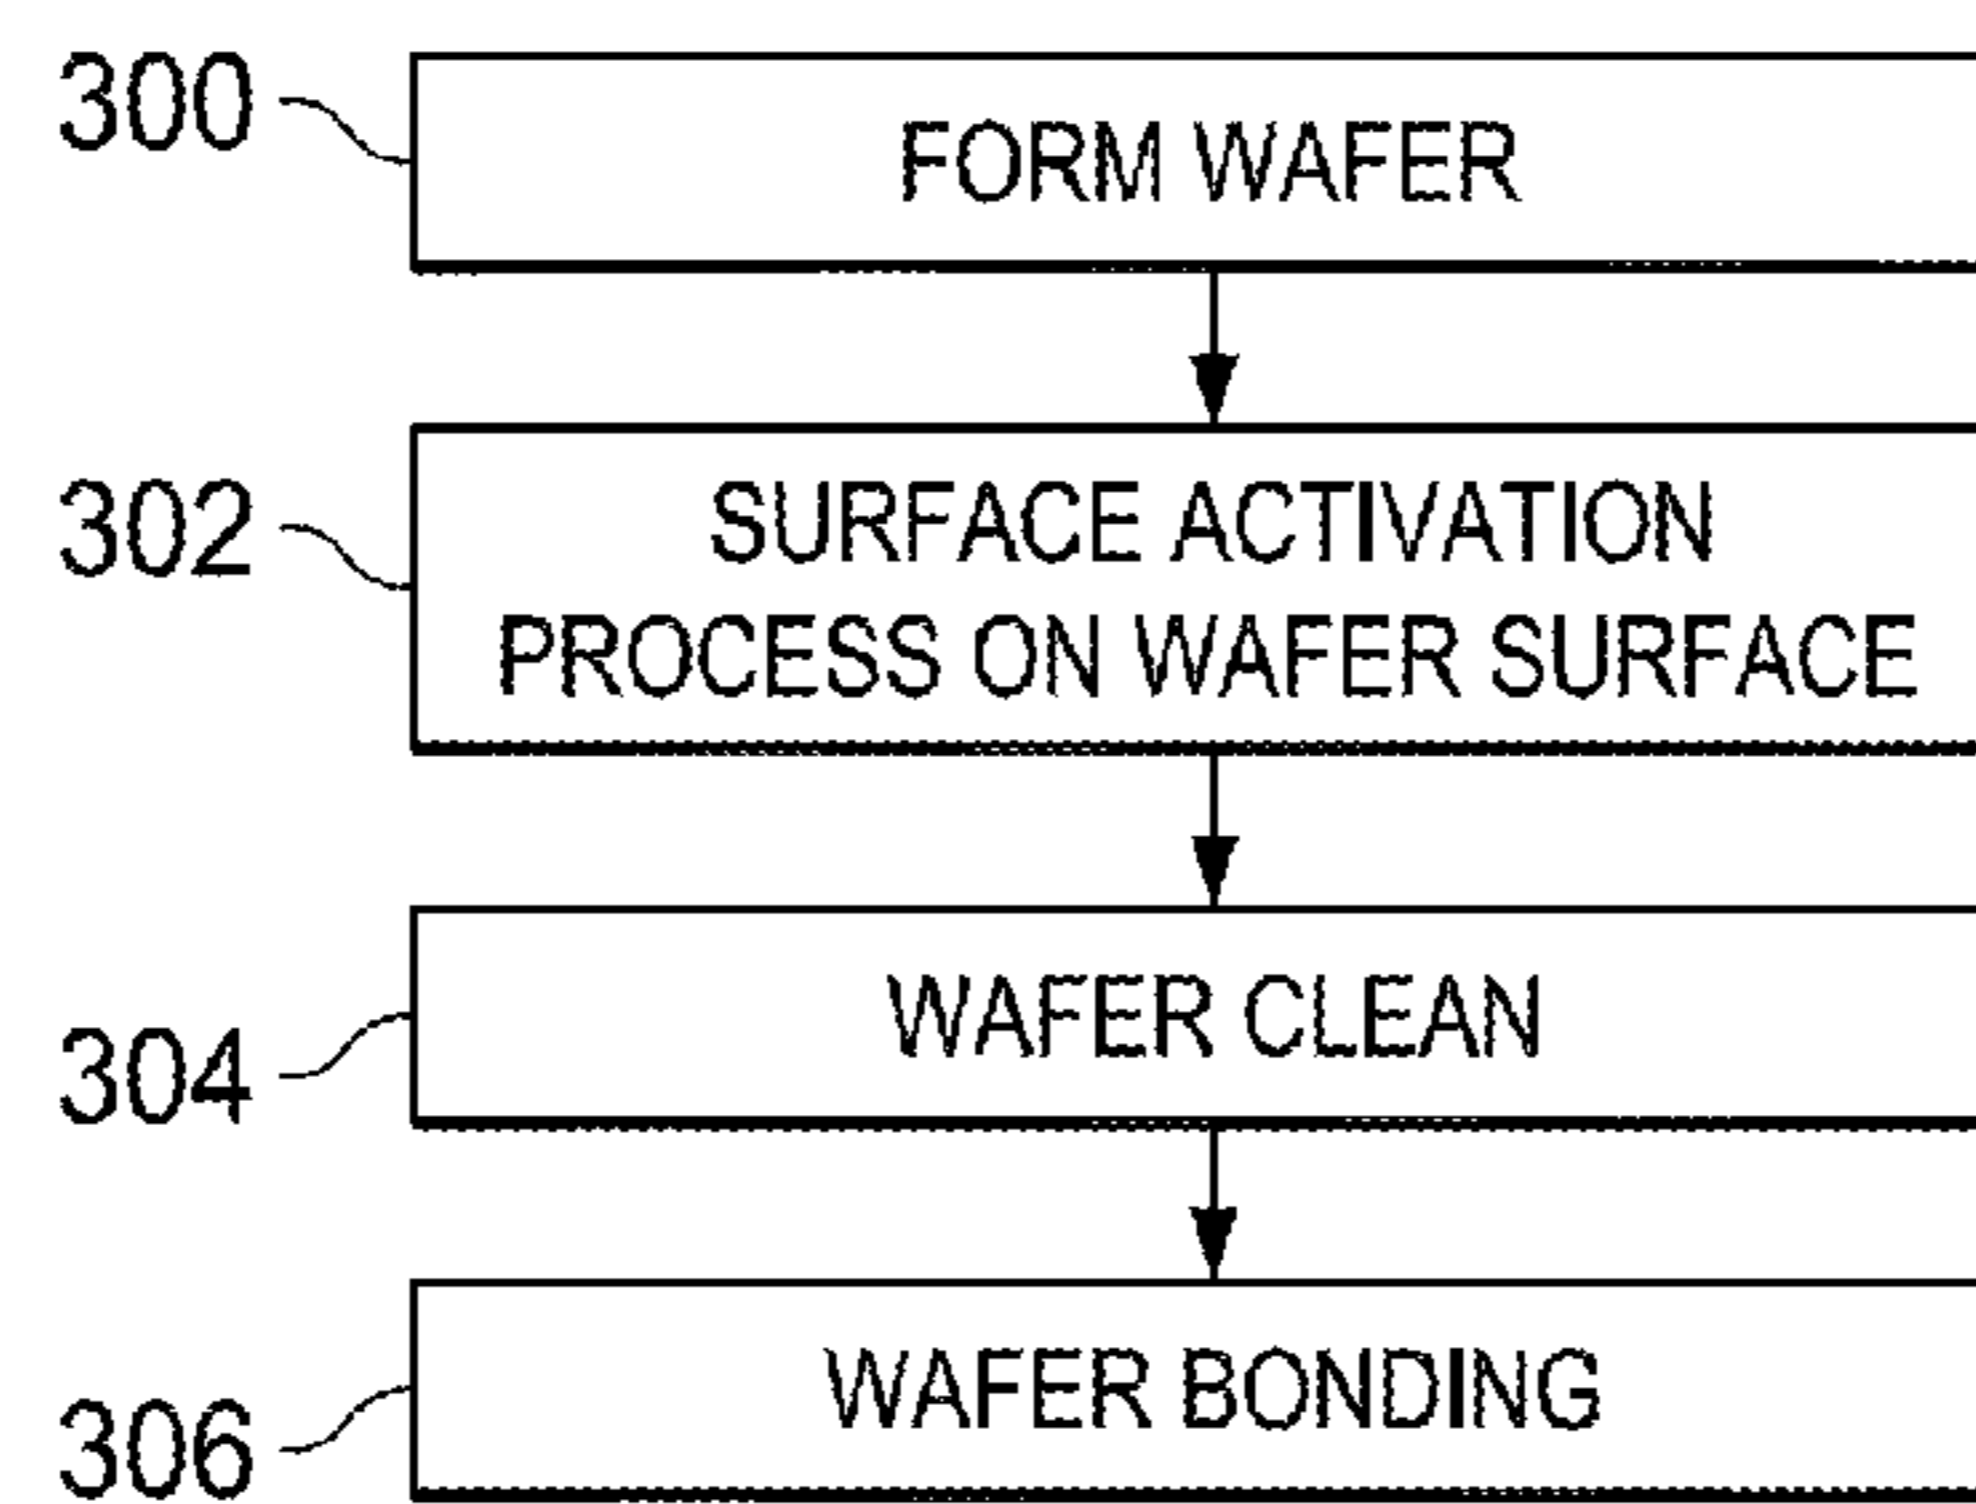 300
FORM WAFER
302
SURFACE ACTIVATION
PROCESS ON WAFER SURFACE
304
WAFER CLEAN
306
WAFER BONDING